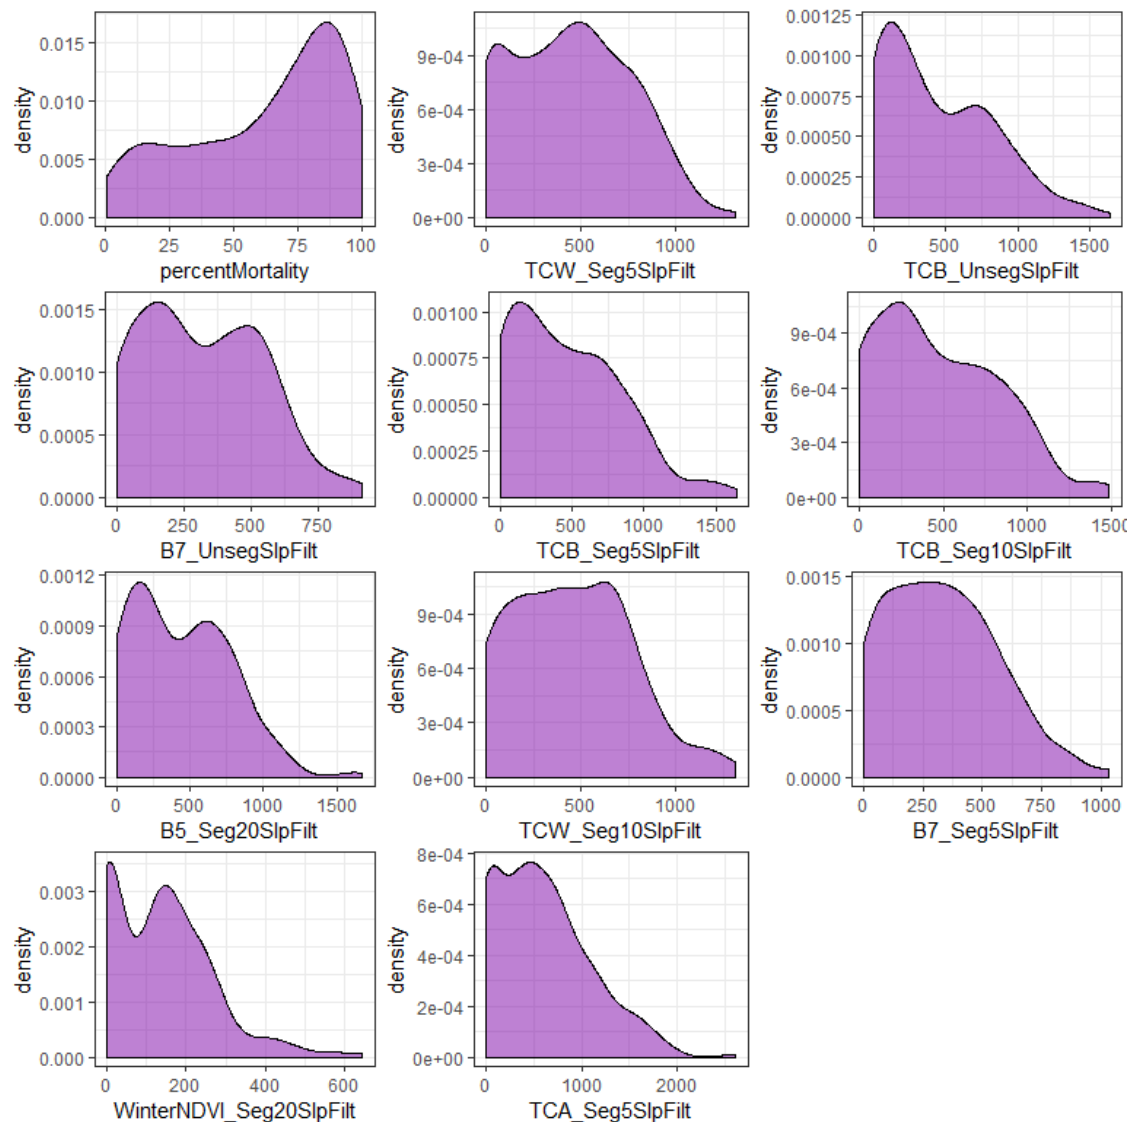 density
0.015
0.010
0.005
0.000
0 25 50 75 100
percentMortality
density
9e-04
6e-04
3e-04
0e+00
0 500 1000
TCW_Seg5SlpFilt
density
0.00125
0.00100
0.00075
0.00050
0.00025
0.00000
0 500 1000 1500
TCB_UnsegSlpFilt
density
0.0015
0.0010
0.0005
0.0000
0 250 500 750
B7_UnsegSlpFilt
density
0.00100
0.00075
0.00050
0.00025
0.00000
0 500 1000 1500
TCB_Seg5SlpFilt
density
9e-04
6e-04
3e-04
0e+00
0 500 1000 1500
TCB_Seg10SlpFilt
density
0.0012
0.0009
0.0006
0.0003
0.0000
0 500 1000 1500
B5_Seg20SlpFilt
density
9e-04
6e-04
3e-04
0e+00
0 500 1000
TCW_Seg10SlpFilt
density
0.0015
0.0010
0.0005
0.0000
0 250 500 750 1000
B7_Seg5SlpFilt
density
0.003
0.002
0.001
0.000
0 200 400 600
WinterNDVI_Seg20SlpFilt
density
8e-04
6e-04
4e-04
2e-04
0e+00
0 1000 2000
TCA_Seg5SlpFilt